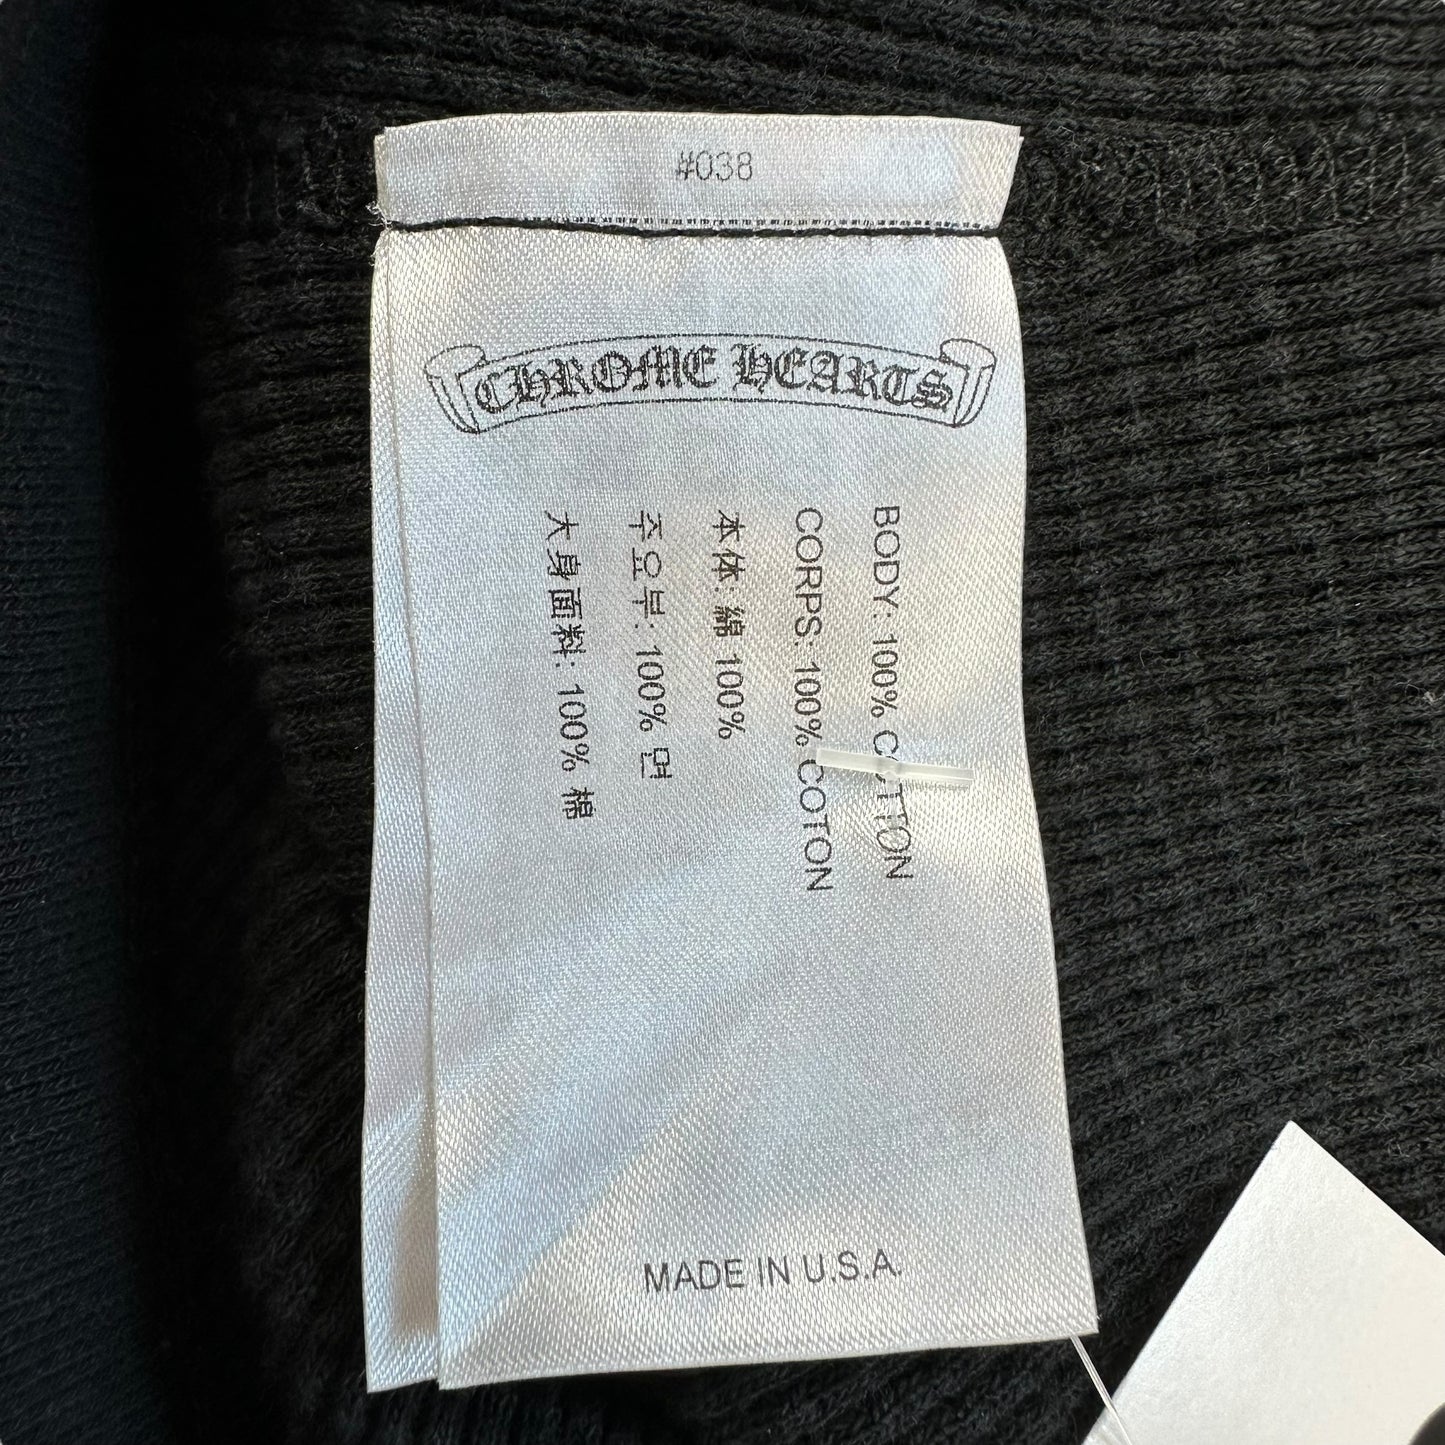 #038
CHROME HEARTS
BODY: 100% COTTON
CORPS: 100% COTON
本体: 綿 100%
주요부: 100% 면
大身面料: 100% 棉
MADE IN U.S.A.